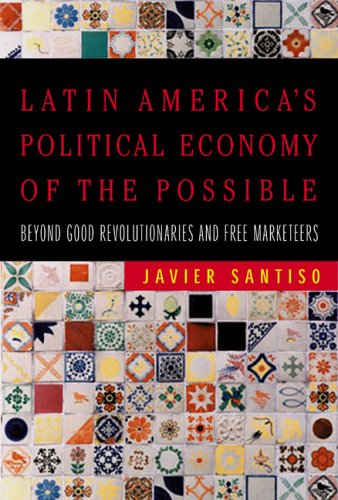 LATIN AMERICA'S
POLITICAL ECONOMY
OF THE POSSIBLE
BEYOND GOOD REVOLUTIONARIES AND FREE MARKETEERS
JAVIER SANTISO